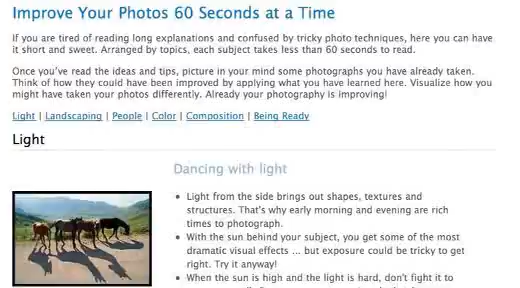 Improve Your Photos 60 Seconds at a Time
If you are tired of reading long explanations and confused by tricky photo techniques, here you can have
it short and sweet. Arranged by topics, each subject takes less than 60 seconds to read.
Once you've read the ideas and tips, picture in your mind some photographs you have already taken.
Think of how they could have been improved by applying what you have learned here. Visualize how you
might have taken your photos differently. Already your photography is improving!
Light | Landscaping | People | Color | Composition | Being Ready
Light
Dancing with light
• Light from the side brings out shapes, textures and
structures. That's why early morning and evening are rich
times to photograph.
• With the sun behind your subject, you get some of the most
dramatic visual effects ... but exposure could be tricky to get
right. Try it anyway!
• When the sun is high and the light is hard, don't fight it to